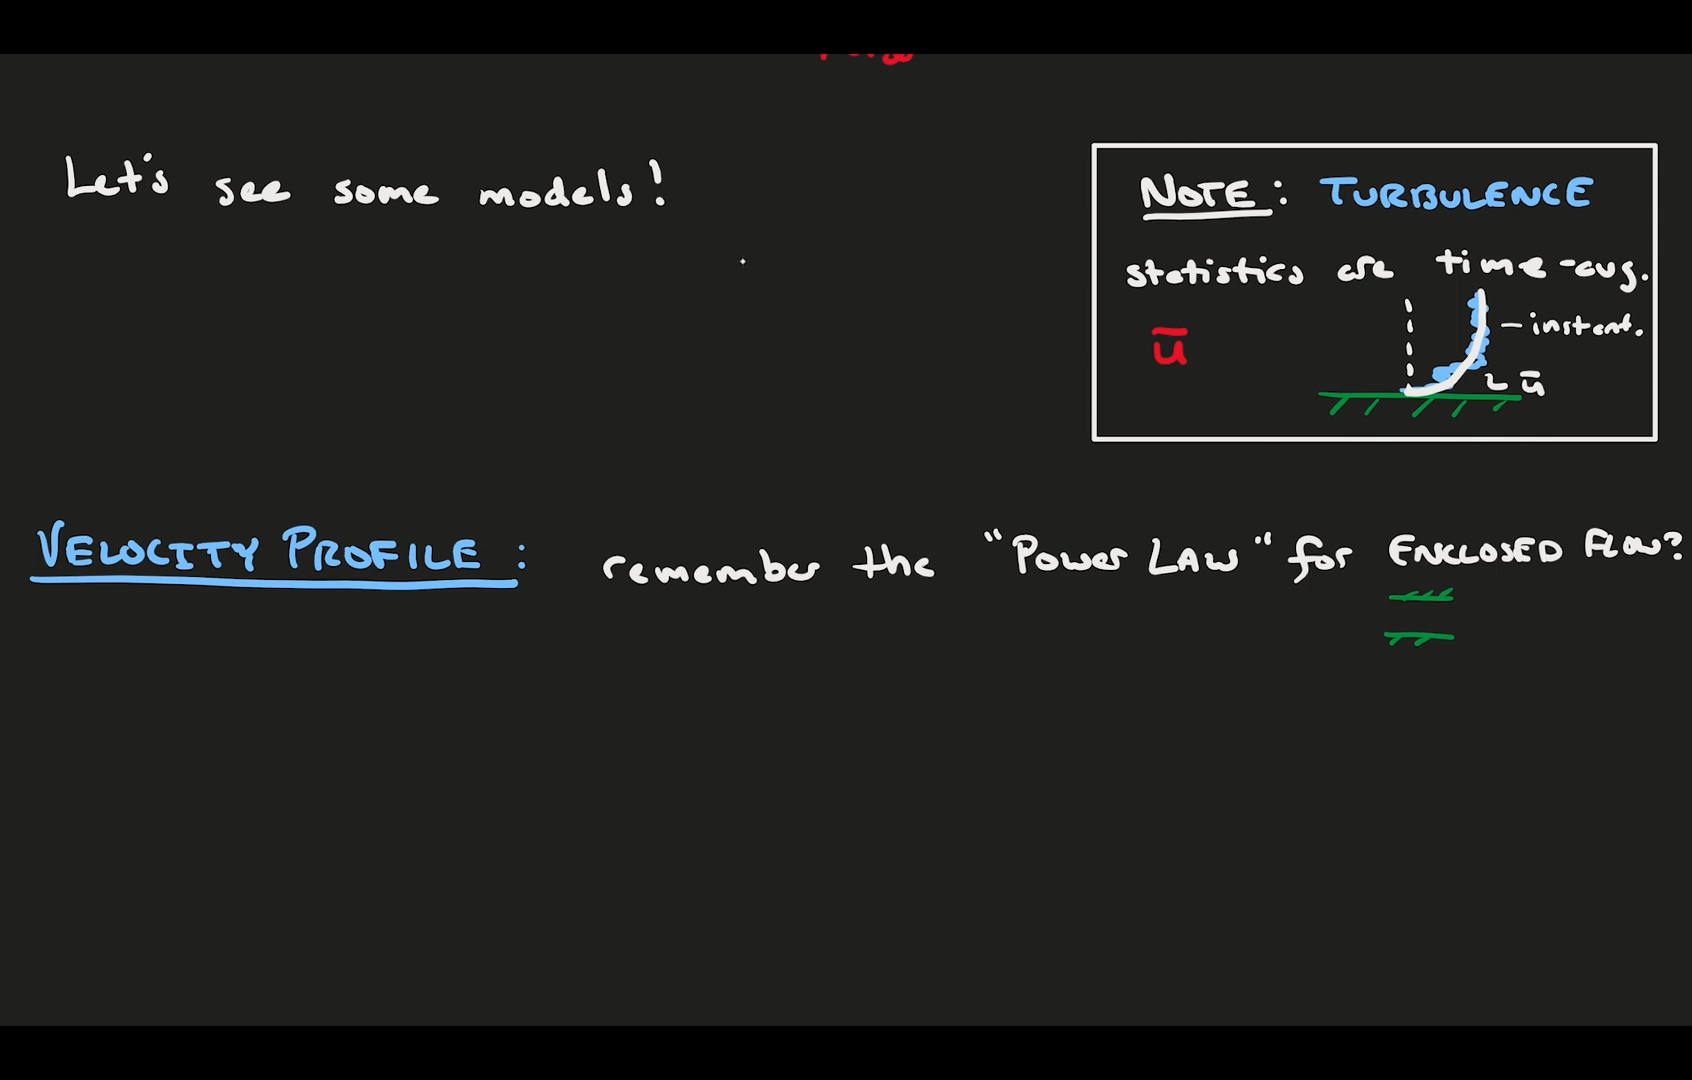 Let's see some models!
NOTE: TURBULENCE
statistics are time-avg.
ū
- instant.
ū
VELOCITY PROFILE: remember the "POWER LAW" for ENCLOSED FLOW?